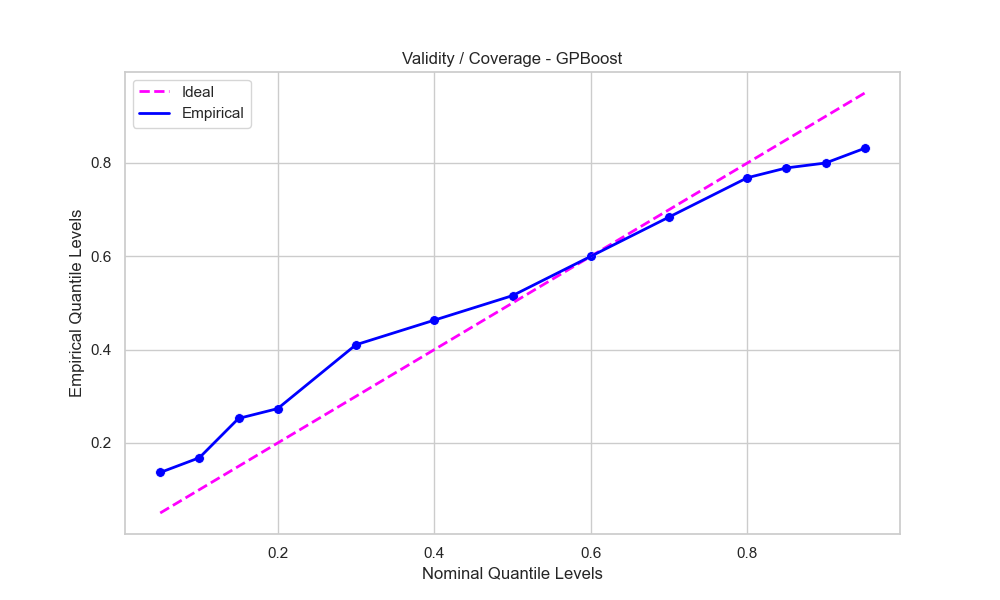 Validity / Coverage - GPBoost
Ideal
Empirical
Empirical Quantile Levels
0.8
0.6
0.4
0.2
0.2 0.4 0.6 0.8
Nominal Quantile Levels